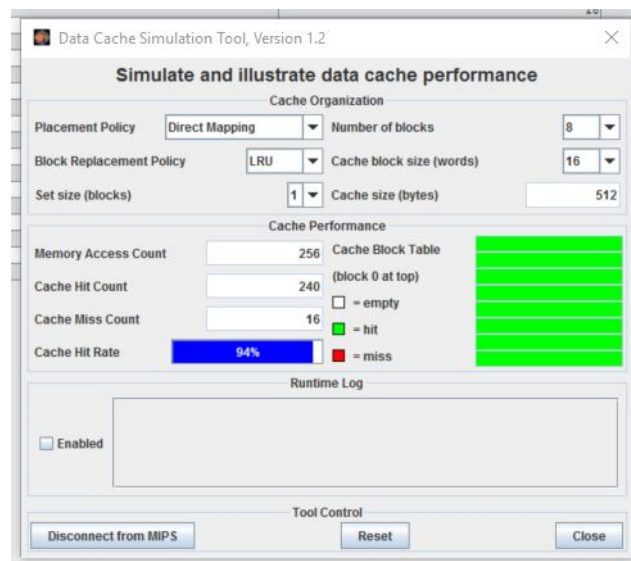 Data Cache Simulation Tool, Version 1.2
Simulate and illustrate data cache performance
Cache Organization
Placement Policy Direct Mapping Number of blocks 8
Block Replacement Policy LRU Cache block size (words) 16
Set size (blocks) 1 Cache size (bytes) 512
Cache Performance
Memory Access Count 256 Cache Block Table
(block 0 at top)
Cache Hit Count 240
= empty
= hit
Cache Miss Count 16
= miss
Cache Hit Rate 94%
Runtime Log
Enabled
Tool Control
Disconnect from MIPS Reset Close